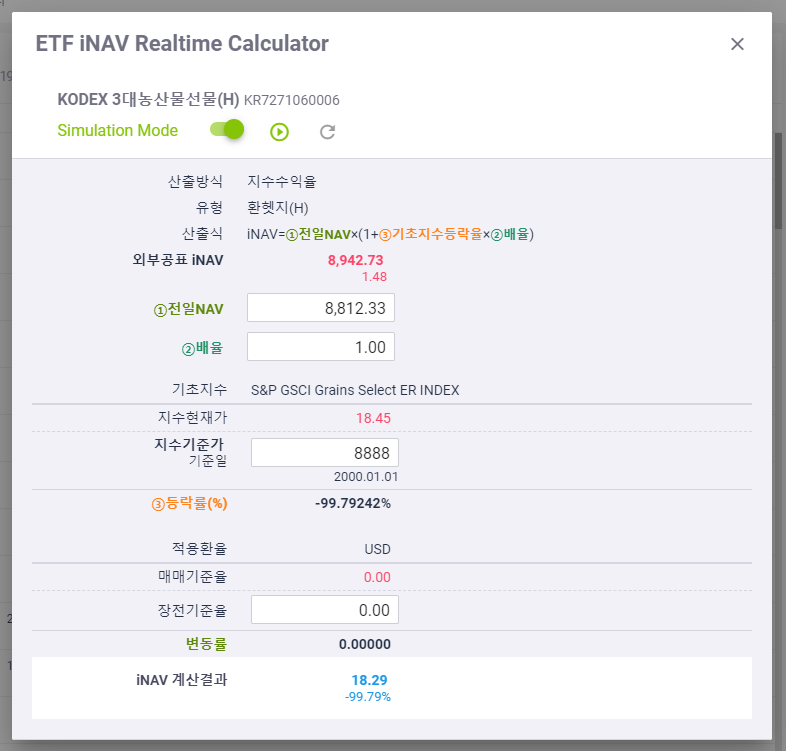 ETF iNAV Realtime Calculator
KODEX 3대농산물선물(H) KR7271060006
Simulation Mode
산출방식 지수수익율
유형 환헷지(H)
산출식 iNAV=①전일NAV×(1+③기초지수등락율×②배율)
외부공표 iNAV 8,942.73
1.48
①전일NAV 8,812.33
②배율 1.00
기초지수 S&P GSCI Grains Select ER INDEX
지수현재가 18.45
지수기준가 8888
기준일 2000.01.01
③등락률(%) -99.79242%
적용환율 USD
매매기준율 0.00
장전기준율 0.00
변동률 0.00000
iNAV 계산결과 18.29
-99.79%